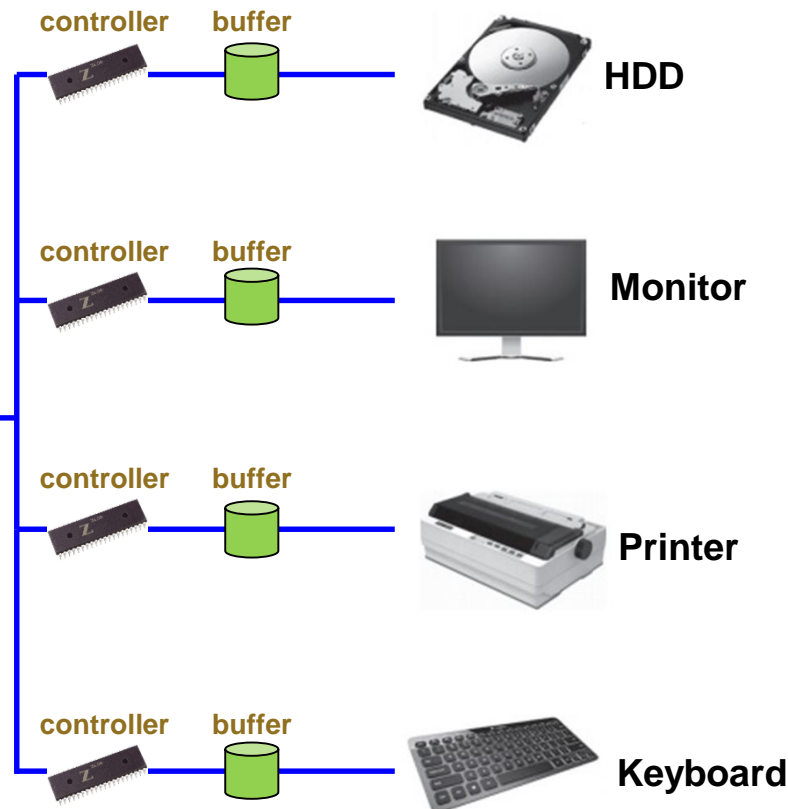 controller buffer
HDD
controller buffer
Monitor
controller buffer
Printer
controller buffer
Keyboard